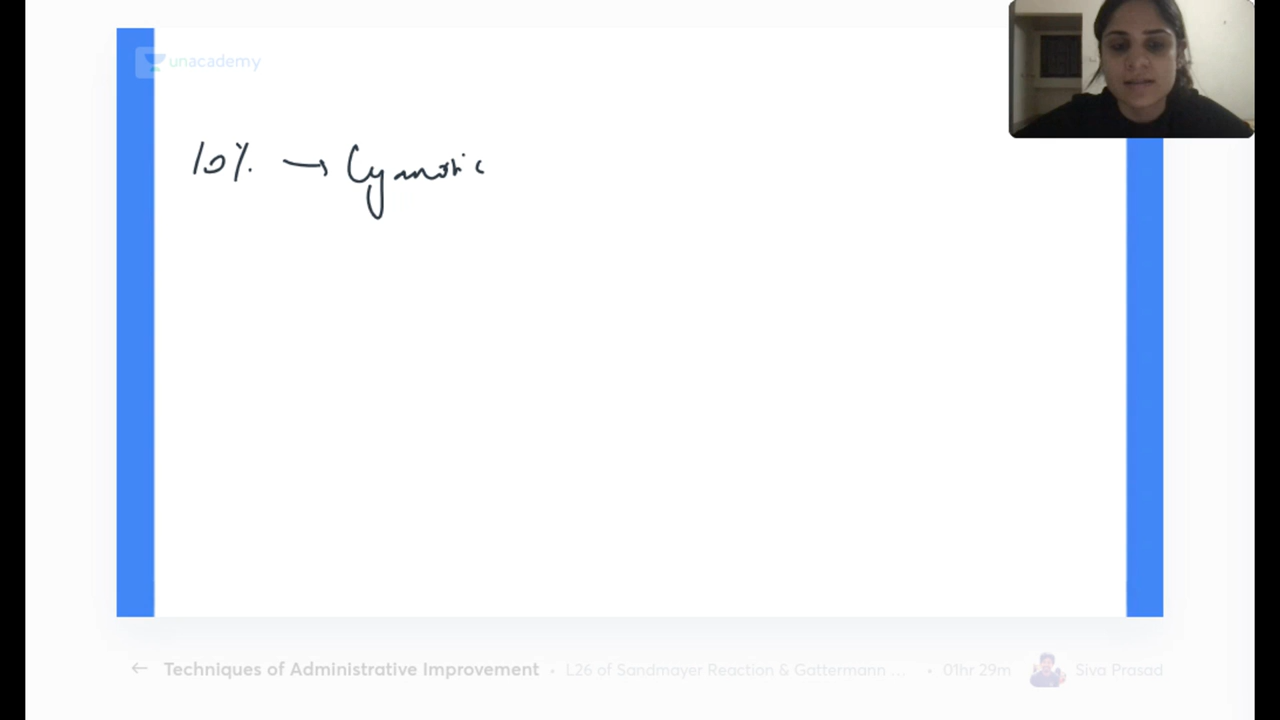 unacademy
10% → Cyanotic
Techniques of Administrative Improvement • L26 of Sandmayer Reaction & Gattermann ... • 01hr 29m Siva Prasad